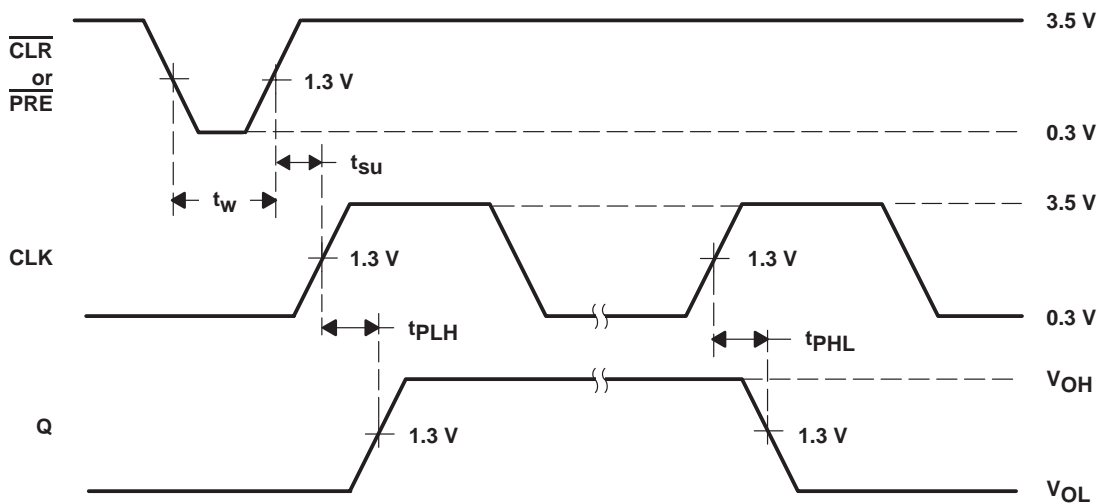 3.5 V
CLR
or
PRE
1.3 V
0.3 V
tsu
tw
3.5 V
CLK
1.3 V
1.3 V
0.3 V
tPLH
tPHL
VOH
Q
1.3 V
1.3 V
VOL